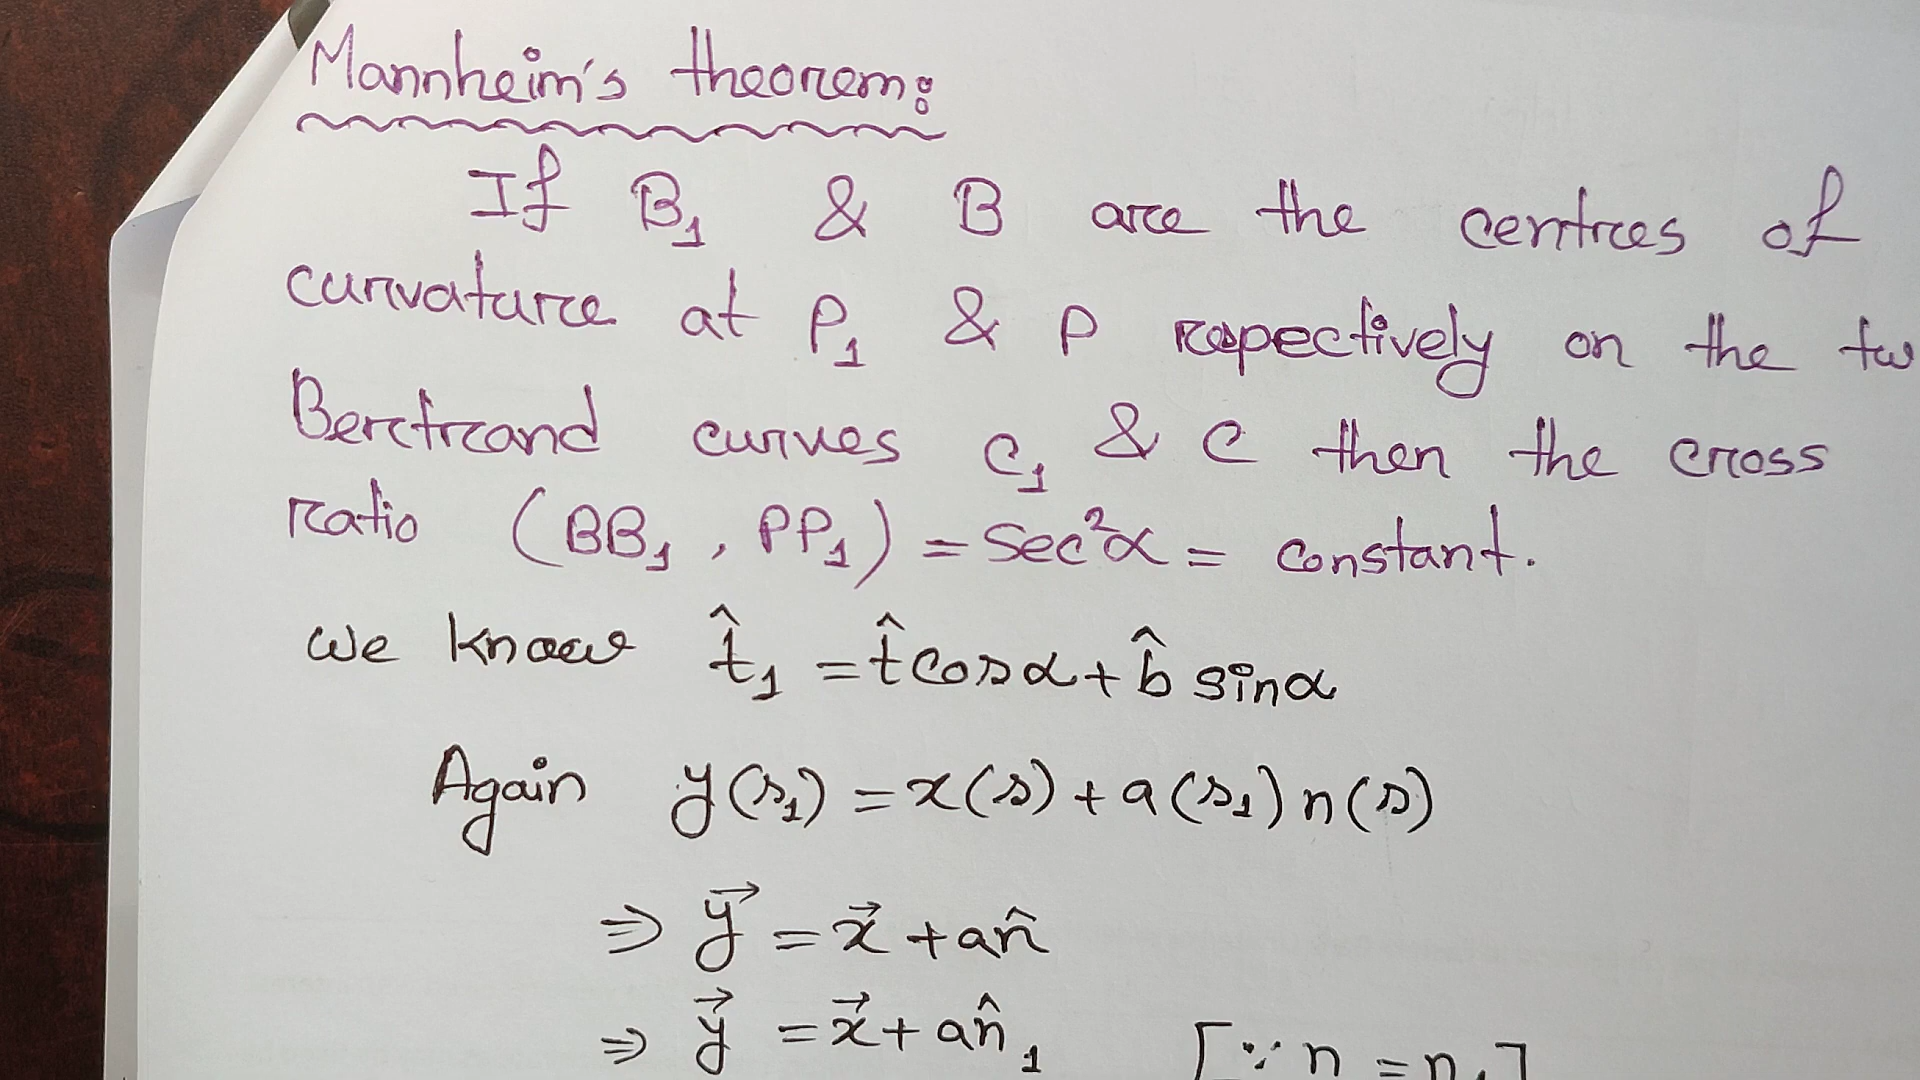 Mannheim's theorem:
If B₁ & B are the centres of
curvature at P₁ & P respectively on the
Bertrand curves C₁ & C then the cross
ratio (BB₁, PP₁) = Sec²α = constant.
We know t̂₁ = t̂ cosα + b̂ sinα
Again y(s₁) = x(s) + a(s₁) n(s)
⇒ y⃗ = x⃗ + an̂
⇒ y⃗ = x⃗ + an̂₁ [∵ n = n₁]